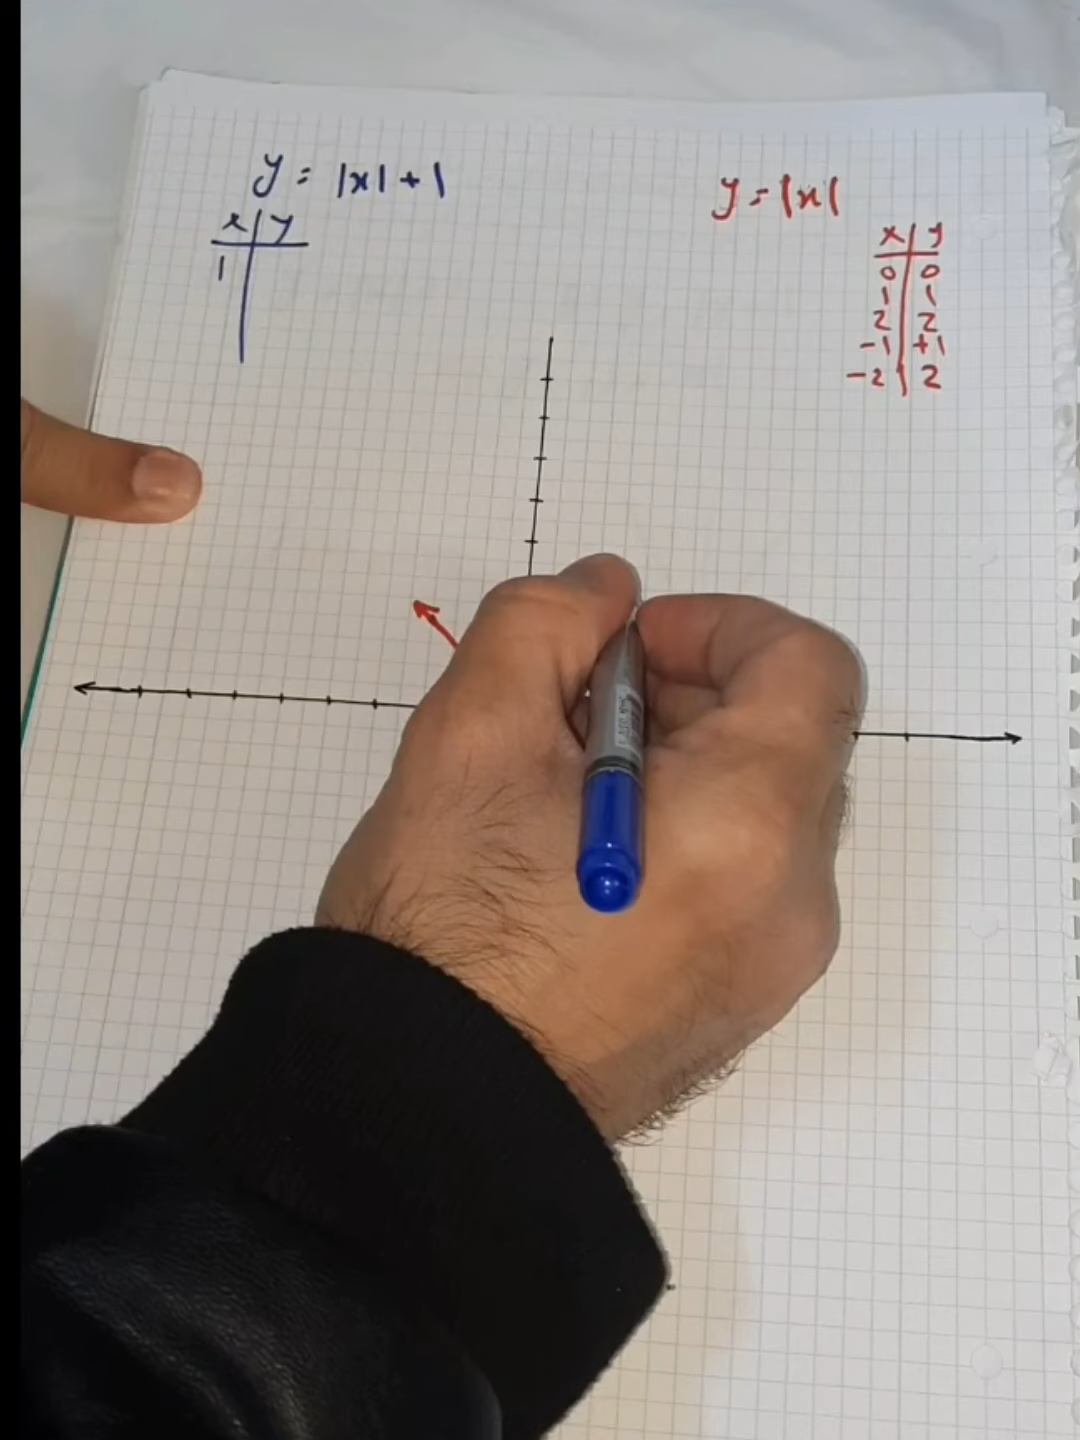 y = |x| + 1
x | y
1
y = |x|
x | y
0 | 0
1 | 1
2 | 2
-1 | +1
-2 | 2